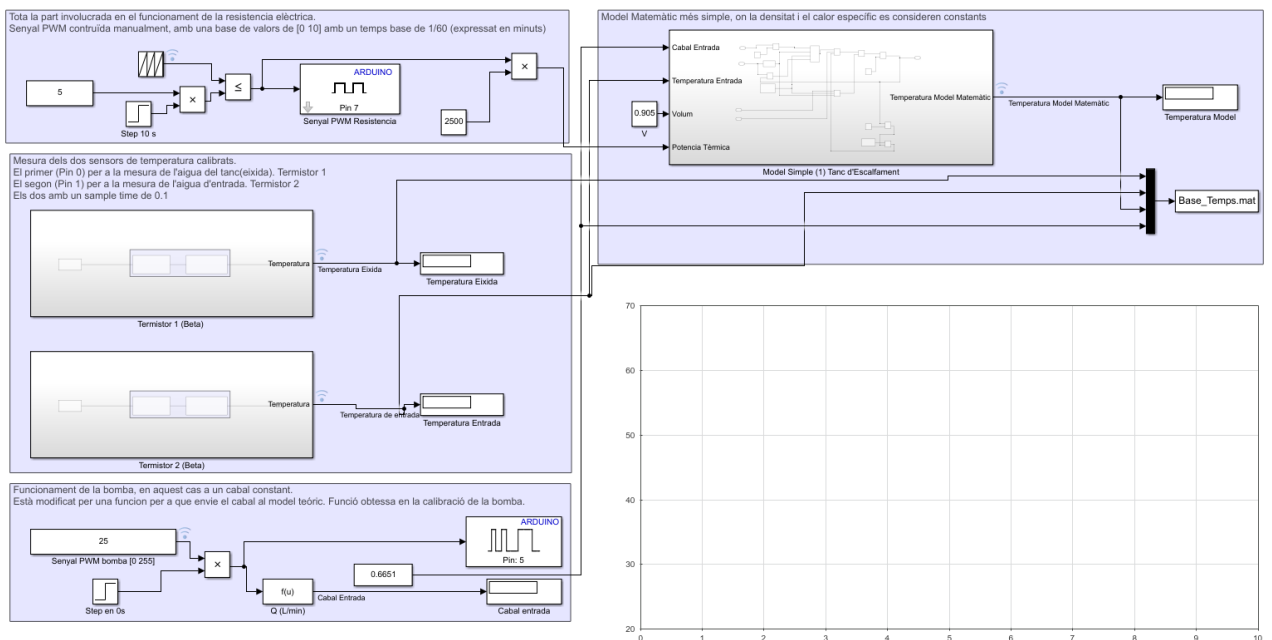 Tota la part involucrada en el funcionament de la resistencia elèctrica.
Senyal PWM contruïda manualment, amb una base de valors de [0 10] amb un temps base de 1/60 (expressat en minuts)
5
×
Step 10 s
≤
ARDUINO
Pin 7
Senyal PWM Resistencia
2500
×
Model Matemàtic més simple, on la densitat i el calor específic es consideren constants
Cabal Entrada
Temperatura Entrada
0.905
V
Volum
Potencia Tèrmica
Temperatura Model Matemàtic
Temperatura Model Matemàtic
Temperatura Model
Model Simple (1) Tanc d'Escalfament
Base_Temps.mat
Mesura dels dos sensors de temperatura calibrats.
El primer (Pin 0) per a la mesura de l'aigua del tanc(eixida). Termistor 1
El segon (Pin 1) per a la mesura de l'aigua d'entrada. Termistor 2
Els dos amb un sample time de 0.1
Temperatura
Temperatura Eixida
Temperatura Eixida
Termistor 1 (Beta)
Temperatura
Temperatura de entrada
Temperatura Entrada
Termistor 2 (Beta)
Funcionament de la bomba, en aquest cas a un cabal constant.
Està modificat per una funcion per a que envie el cabal al model teóric. Funció obtessa en la calibració de la bomba.
25
Senyal PWM bomba [0 255]
×
Step en 0s
f(u)
Q (L/min)
Cabal Entrada
0.6651
ARDUINO
Pin: 5
Cabal entrada
70
60
50
40
30
20
0 1 2 3 4 5 6 7 8 9 10